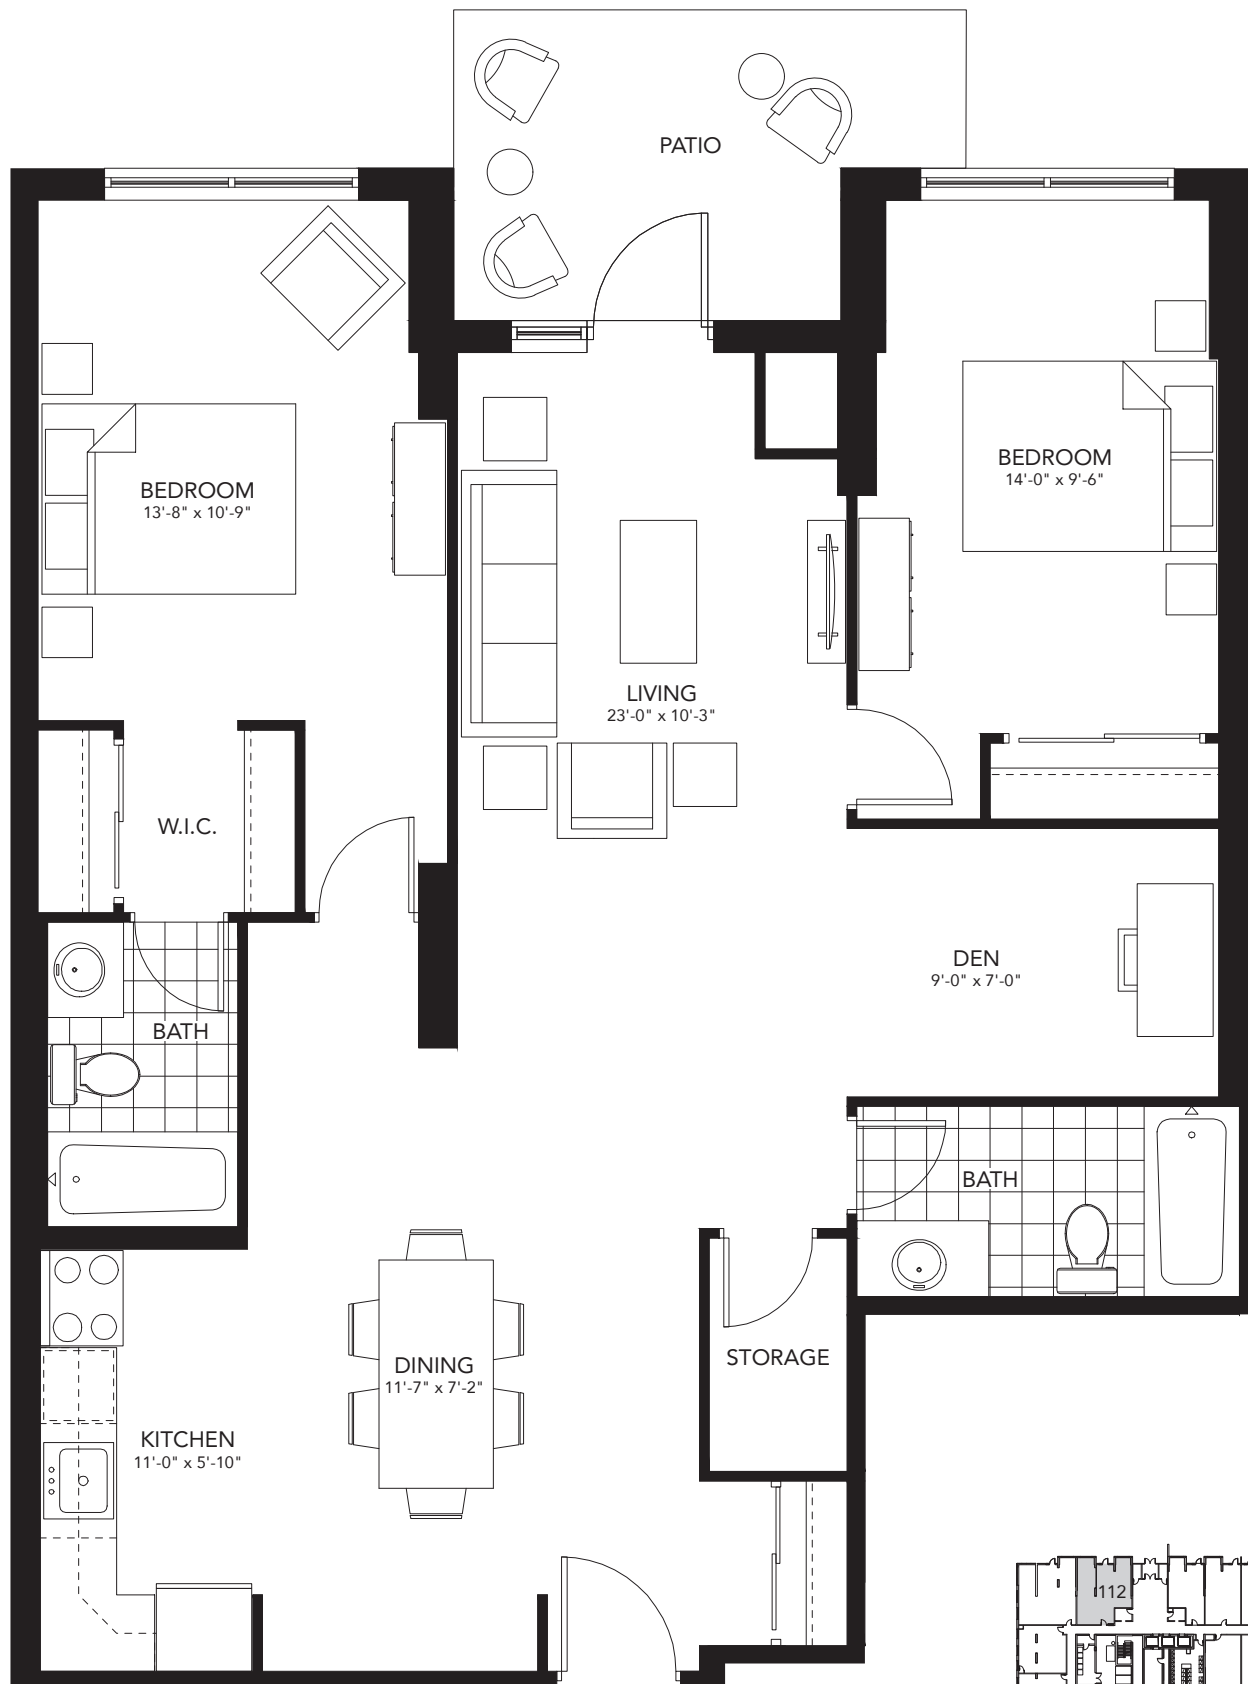 PATIO
BEDROOM
13'-8" x 10'-9"
BEDROOM
14'-0" x 9'-6"
LIVING
23'-0" x 10'-3"
W.I.C.
DEN
9'-0" x 7'-0"
BATH
BATH
STORAGE
DINING
11'-7" x 7'-2"
KITCHEN
11'-0" x 5'-10"
112